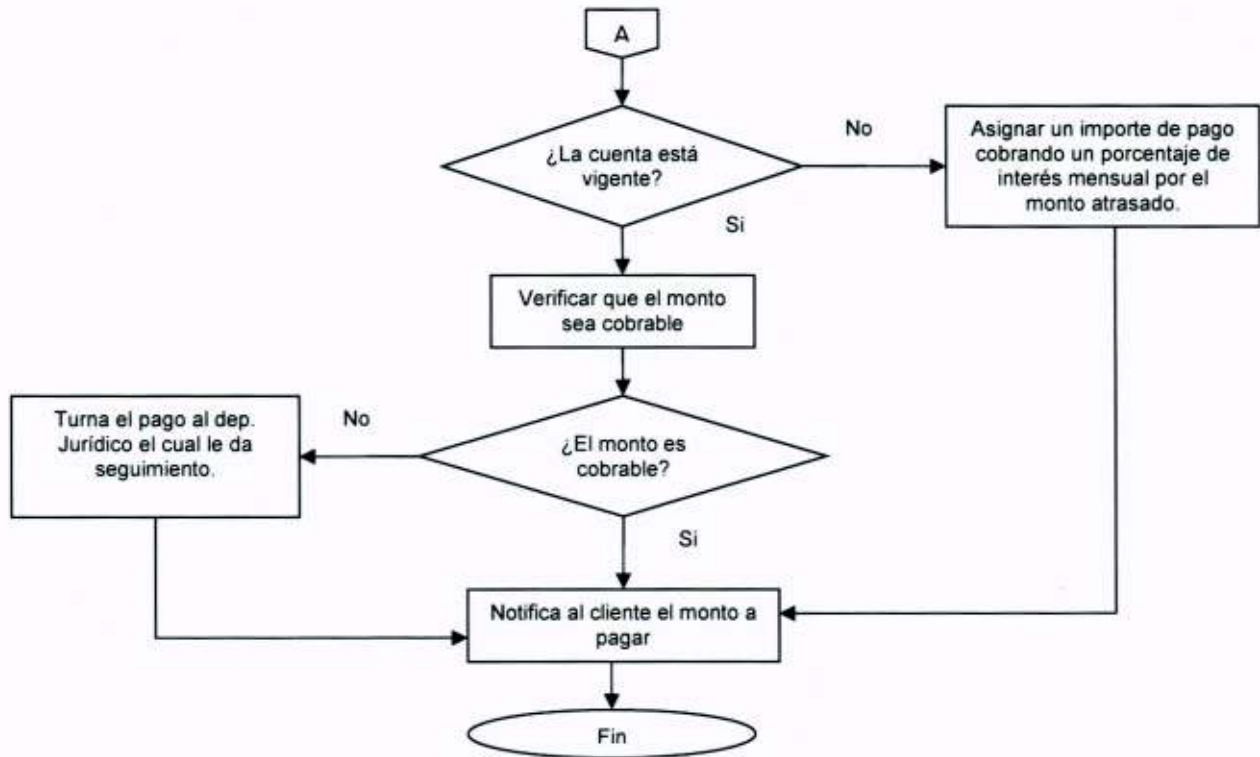 A
¿La cuenta está
vigente?
No
Asignar un importe de pago
cobrando un porcentaje de
interés mensual por el
monto atrasado.
Si
Verificar que el monto
sea cobrable
Turna el pago al dep.
Jurídico el cual le da
seguimiento.
No
¿El monto es
cobrable?
Si
Notifica al cliente el monto a
pagar
Fin